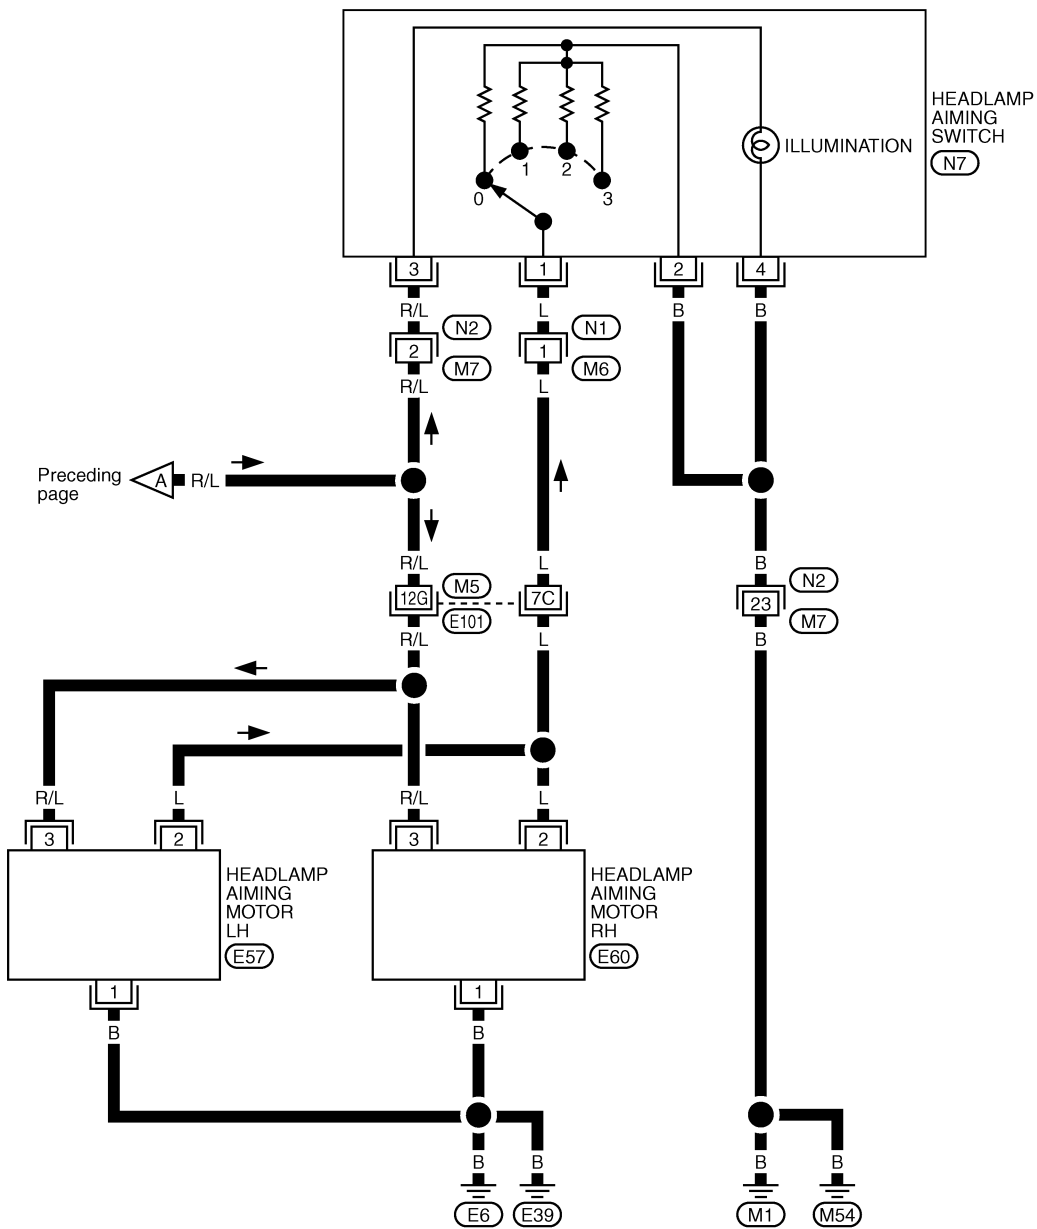 HEADLAMP
AIMING
SWITCH
N7
ILLUMINATION
0
1
2
3
3
1
2
4
R/L
L
B
B
N2
N1
2
1
M7
M6
R/L
L
Preceding
page
A
R/L
R/L
L
B
12G
M5
7C
N2
23
E101
M7
R/L
L
B
R/L
L
R/L
L
3
2
3
2
HEADLAMP
AIMING
MOTOR
LH
E57
HEADLAMP
AIMING
MOTOR
RH
E60
1
1
B
B
B
B
B
B
E6
E39
M1
M54